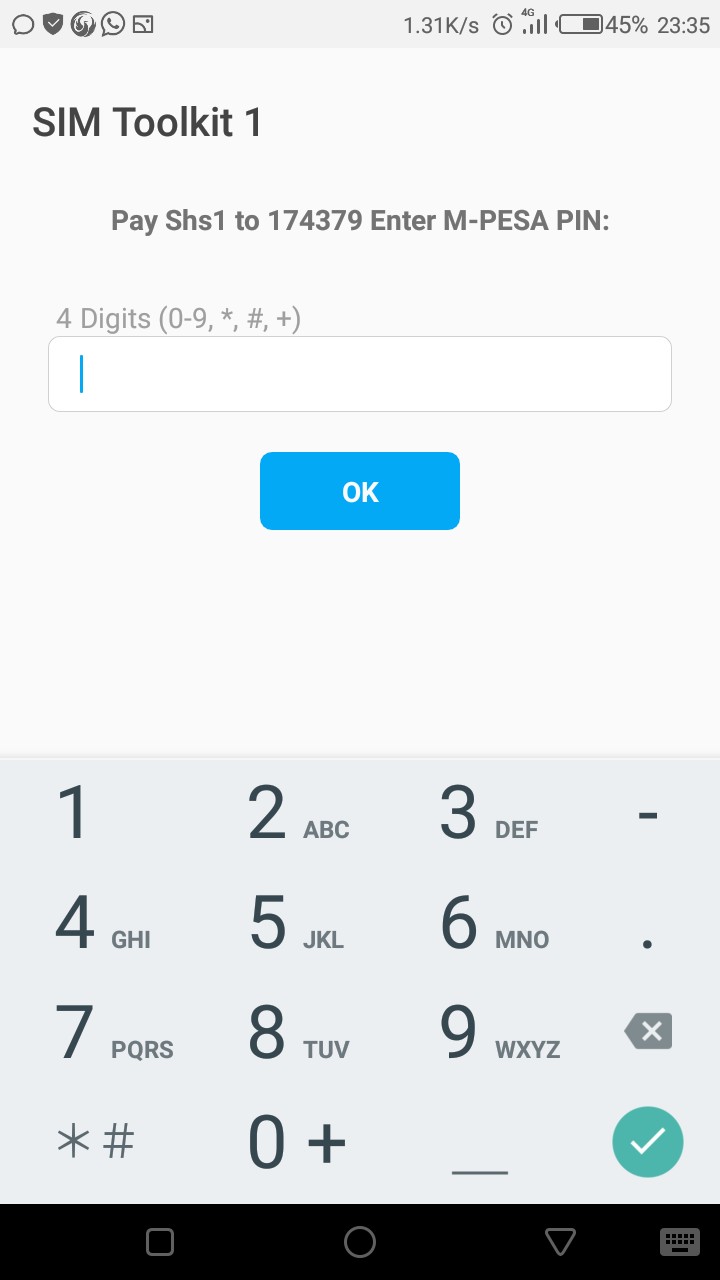 1.31K/s 4G 45% 23:35
SIM Toolkit 1
Pay Shs1 to 174379 Enter M-PESA PIN:
4 Digits (0-9, *, #, +)
OK
1 2 ABC 3 DEF -
4 GHI 5 JKL 6 MNO .
7 PQRS 8 TUV 9 WXYZ
*# 0 +